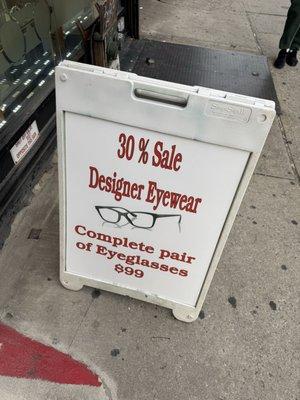 30 % Sale
Designer Eyewear
Complete pair
of Eyeglasses
$99